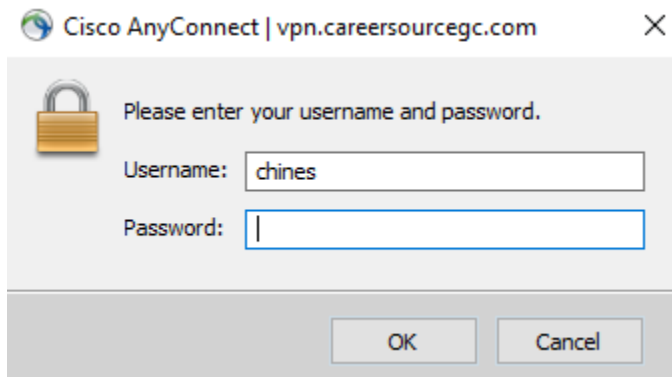 Cisco AnyConnect | vpn.careersourcegc.com
Please enter your username and password.
Username: chines
Password:
OK Cancel